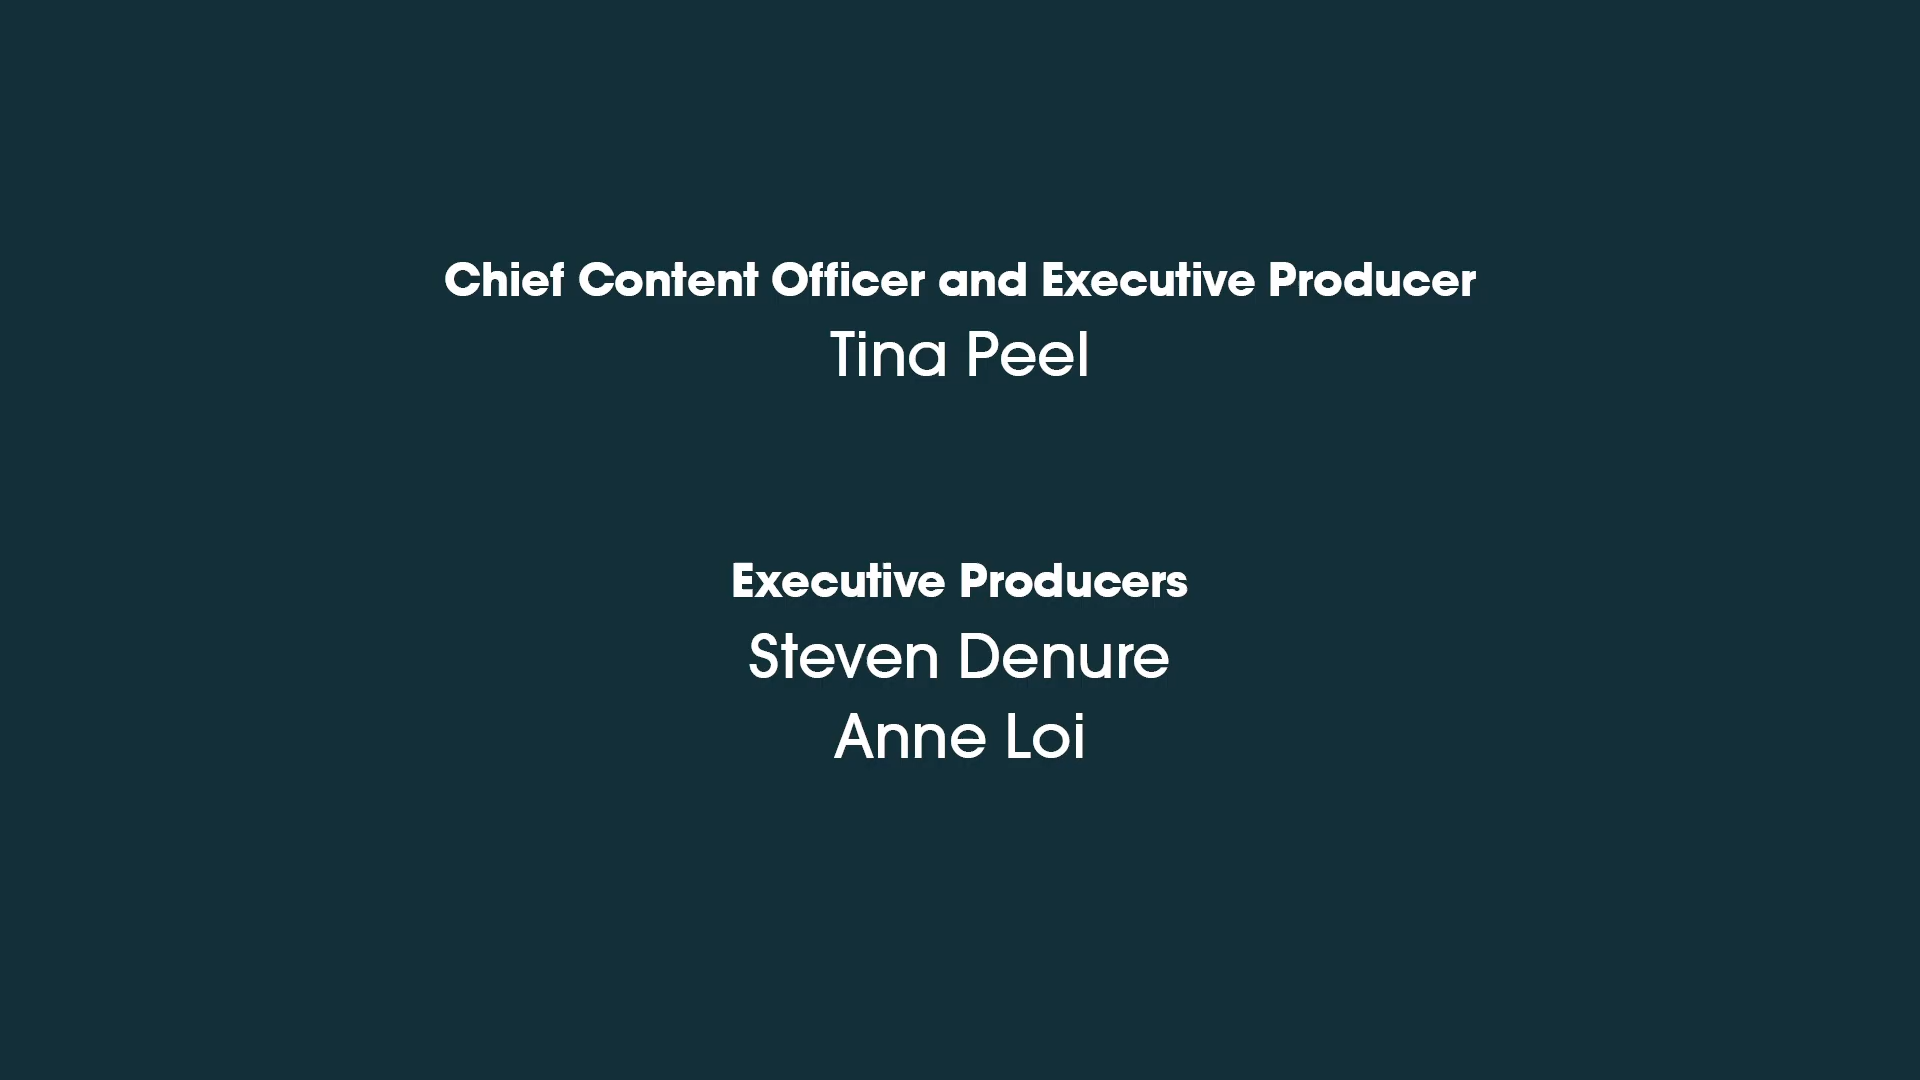 Chief Content Officer and Executive Producer
Tina Peel
Executive Producers
Steven Denure
Anne Loi